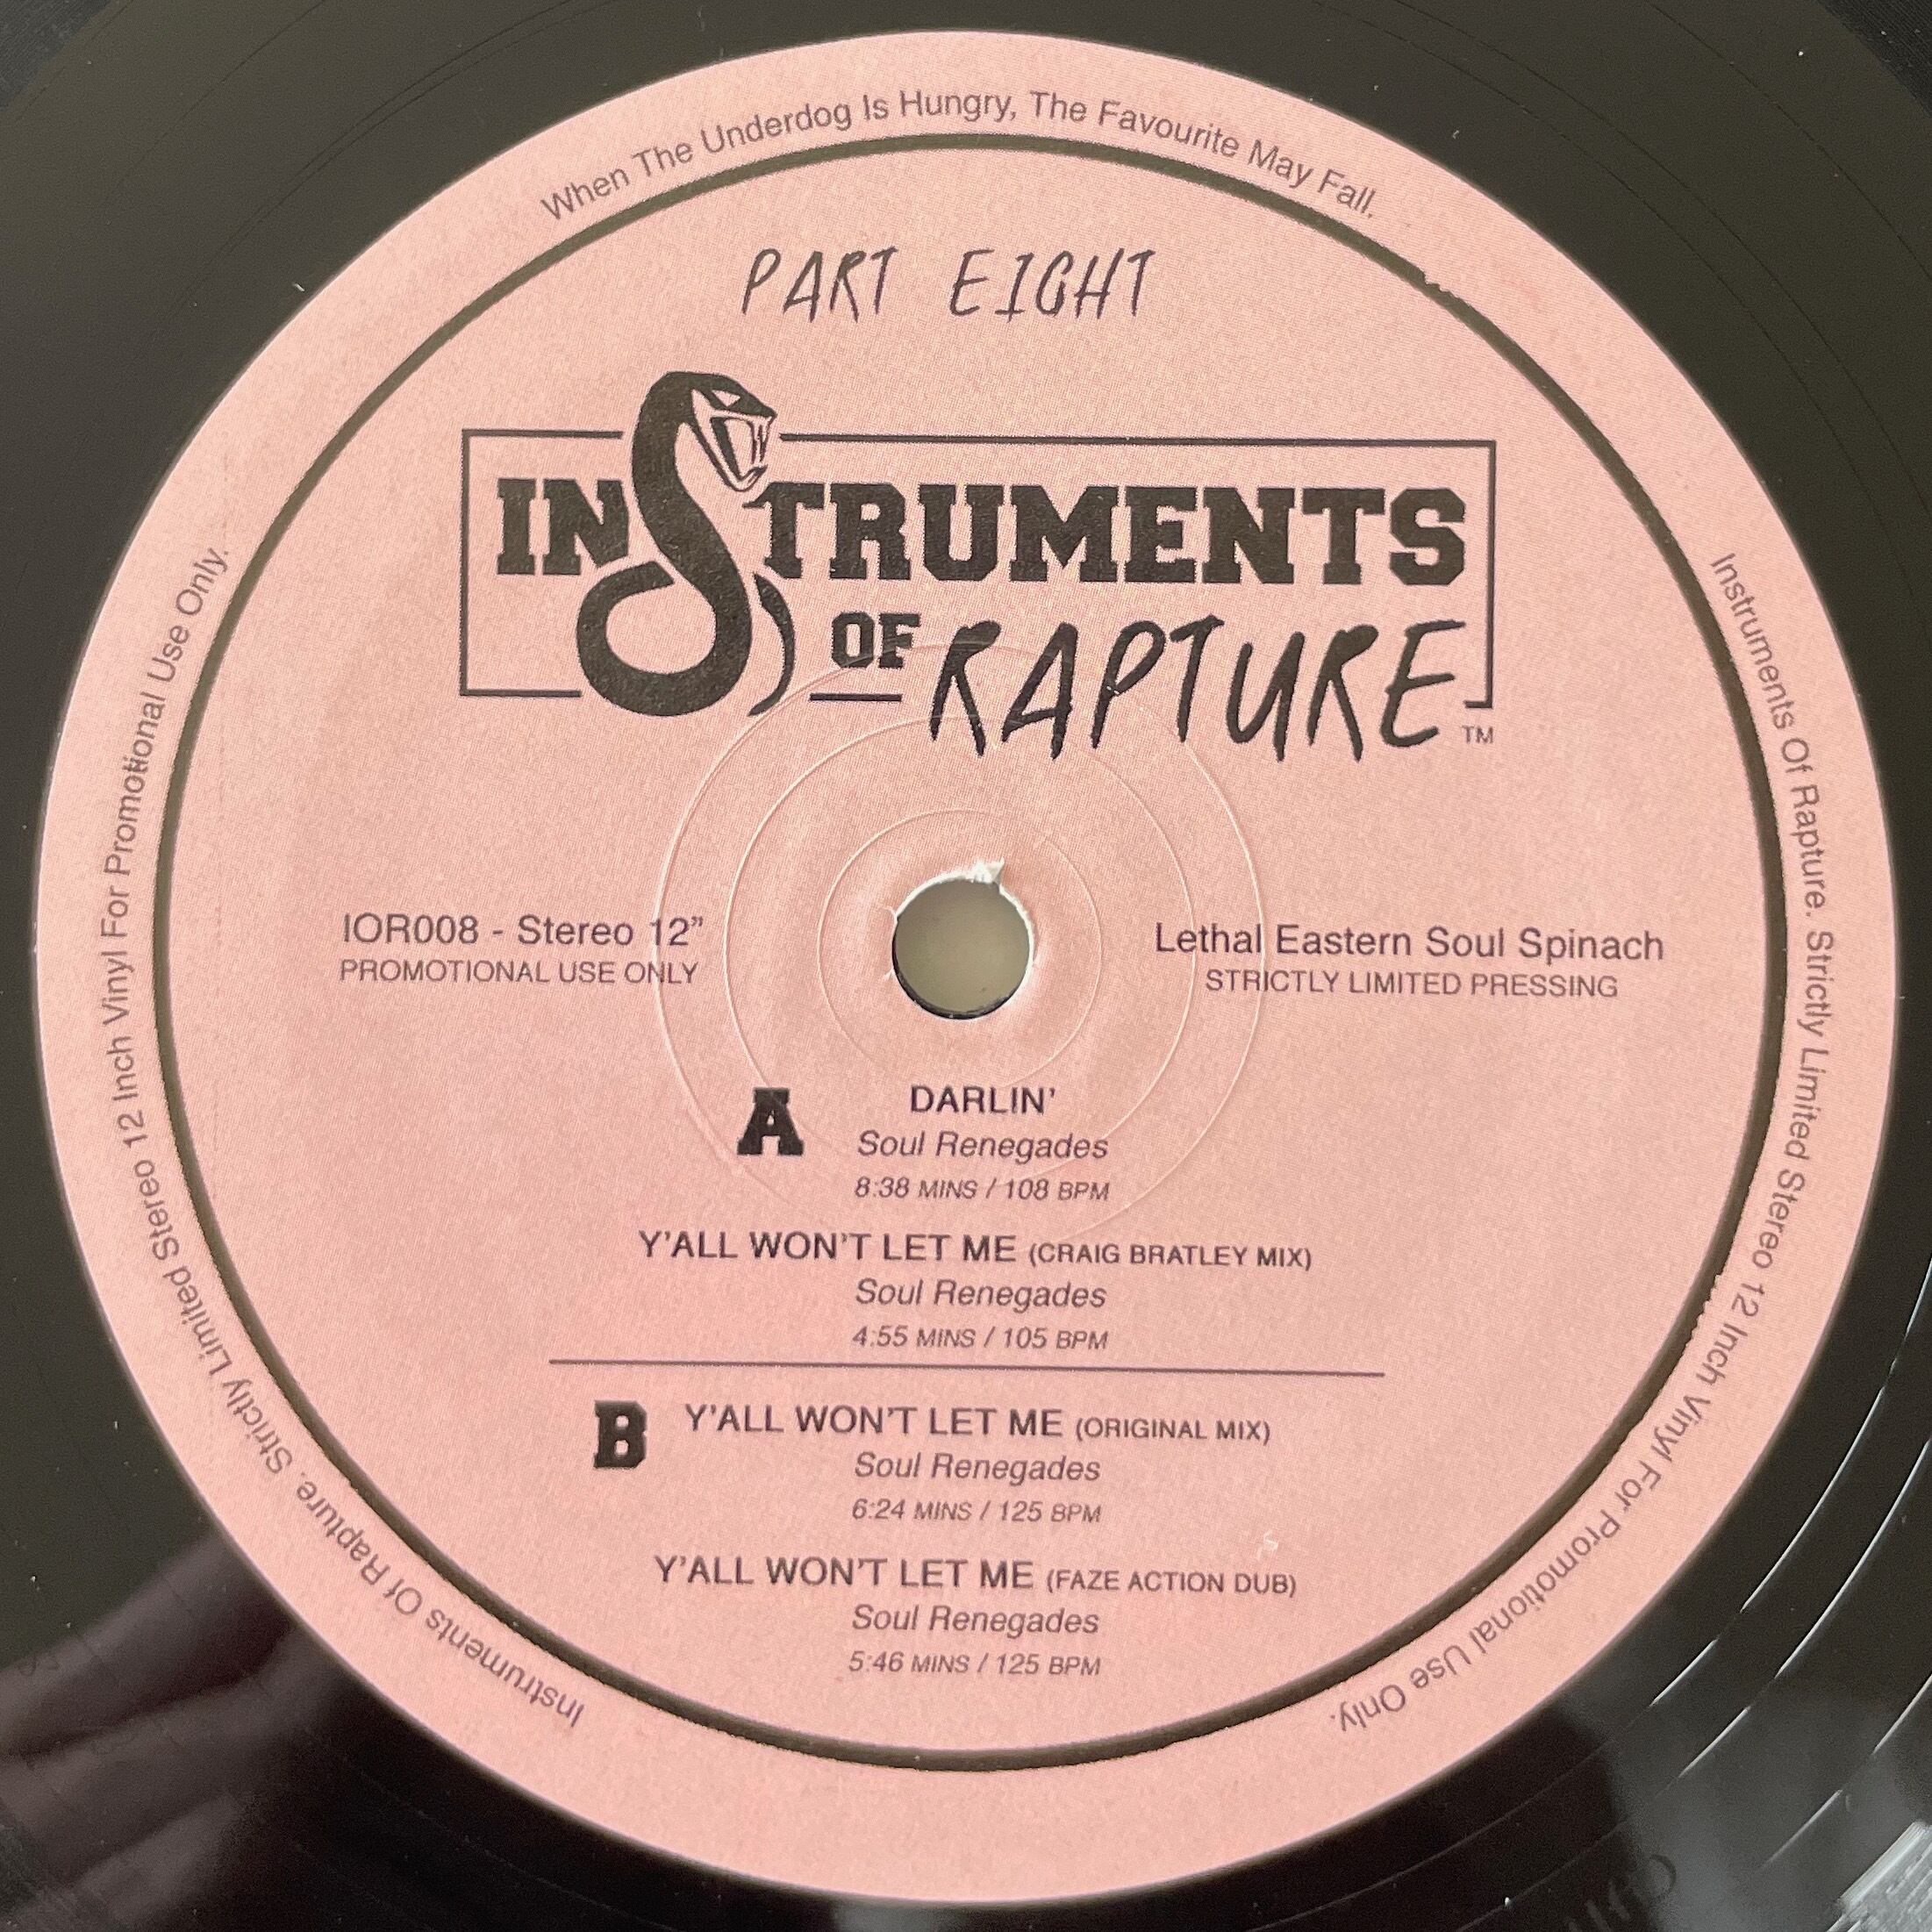 When The Underdog Is Hungry, The Favourite May Fall.
PART EIGHT
INSTRUMENTS
OF RAPTURE
TM
IOR008 - Stereo 12”
PROMOTIONAL USE ONLY
Lethal Eastern Soul Spinach
STRICTLY LIMITED PRESSING
A
DARLIN’
Soul Renegades
8:38 MINS / 108 BPM
Y’ALL WON’T LET ME (CRAIG BRATLEY MIX)
Soul Renegades
4:55 MINS / 105 BPM
B
Y’ALL WON’T LET ME (ORIGINAL MIX)
Soul Renegades
6:24 MINS / 125 BPM
Y’ALL WON’T LET ME (FAZE ACTION DUB)
Soul Renegades
5:46 MINS / 125 BPM
Instruments Of Rapture. Strictly Limited Stereo 12 Inch Vinyl For Promotional Use Only.
Instruments Of Rapture. Strictly Limited Stereo 12 Inch Vinyl For Promotional Use Only.